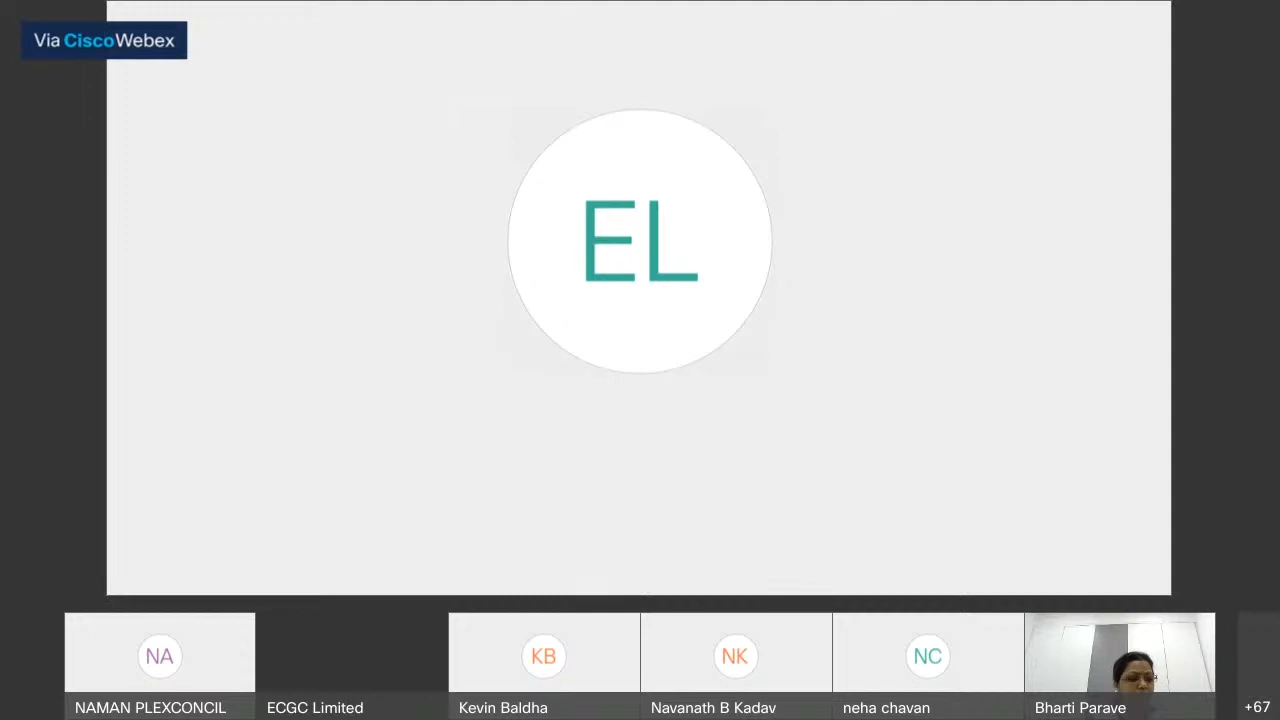 Via CiscoWebex
EL
NA
KB
NK
NC
NAMAN PLEXCONCIL
ECGC Limited
Kevin Baldha
Navanath B Kadav
neha chavan
Bharti Parave
+67